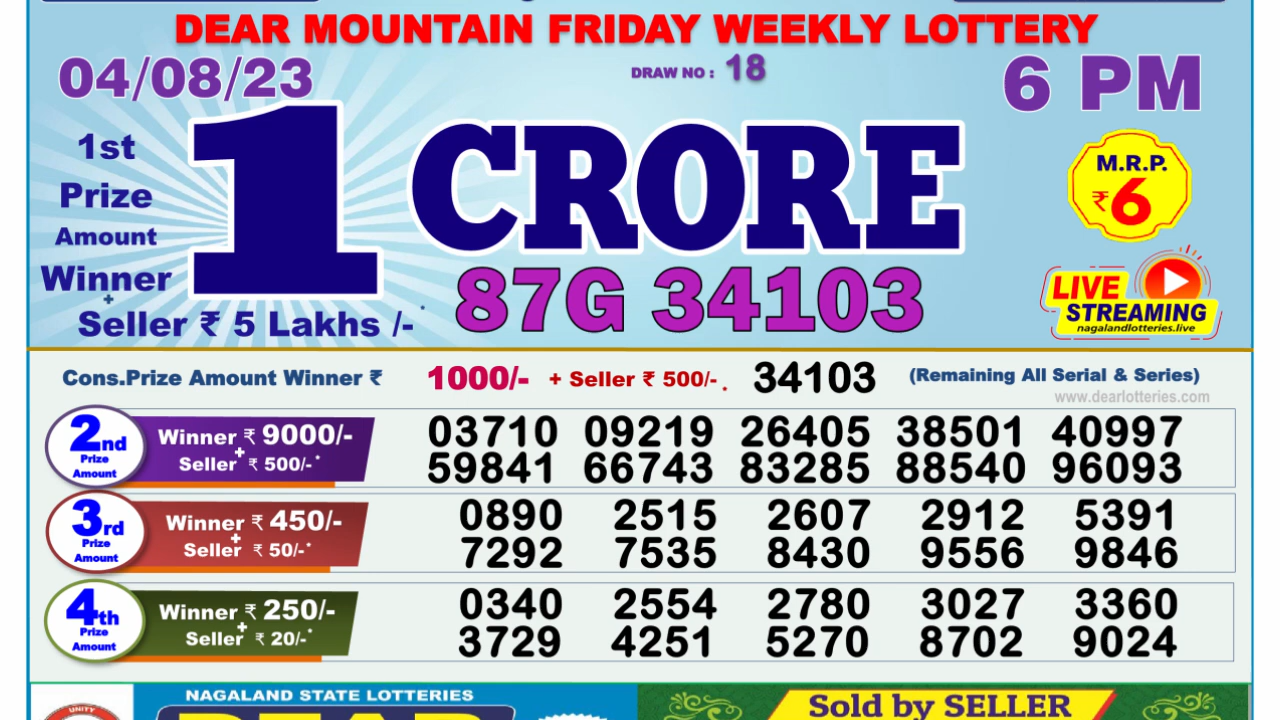 DEAR MOUNTAIN FRIDAY WEEKLY LOTTERY
04/08/23
DRAW NO : 18
6 PM
1st
Prize
Amount
Winner
+
Seller ₹ 5 Lakhs /-*
1 CRORE
87G 34103
M.R.P.
₹6
LIVE
STREAMING
nagalandlotteries.live
Cons.Prize Amount Winner ₹ 1000/- + Seller ₹ 500/- . 34103 (Remaining All Serial & Series)
www.dearlotteries.com
2nd
Prize
Amount
Winner ₹ 9000/-
+
Seller ₹ 500/-*
03710 09219 26405 38501 40997
59841 66743 83285 88540 96093
3rd
Prize
Amount
Winner ₹ 450/-
+
Seller ₹ 50/-*
0890 2515 2607 2912 5391
7292 7535 8430 9556 9846
4th
Prize
Amount
Winner ₹ 250/-
+
Seller ₹ 20/-*
0340 2554 2780 3027 3360
3729 4251 5270 8702 9024
UNITY
NAGALAND STATE LOTTERIES
DEAR
Sold by SELLER